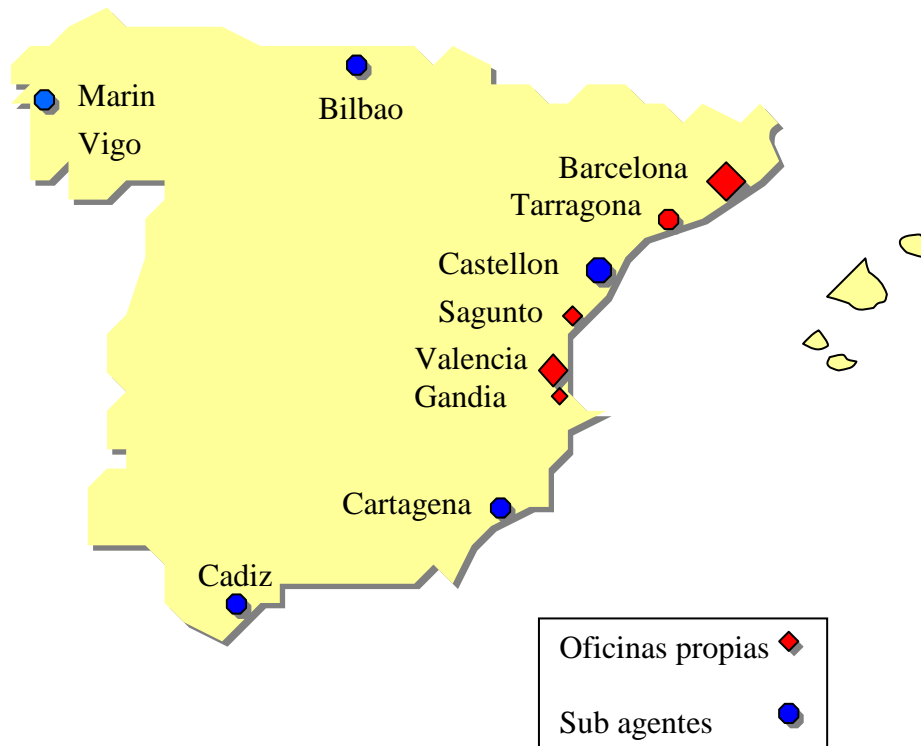 Marin
Vigo
Bilbao
Barcelona
Tarragona
Castellon
Sagunto
Valencia
Gandia
Cartagena
Cadiz
Oficinas propias
Sub agentes